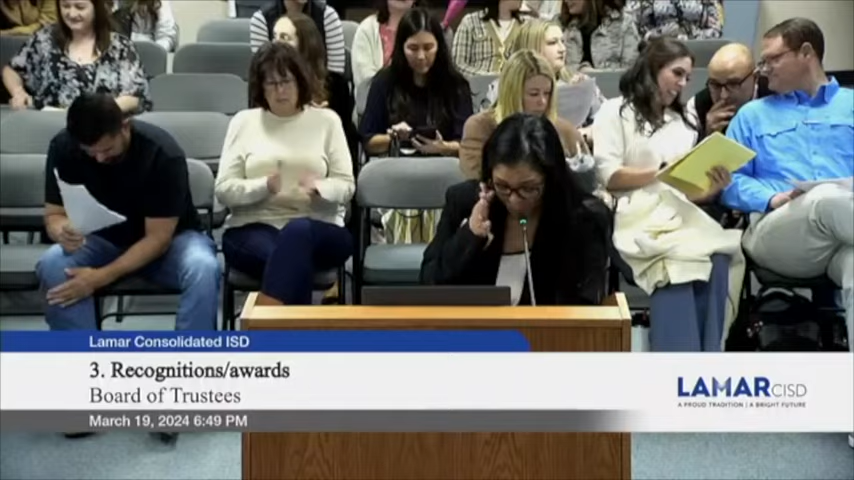 Lamar Consolidated ISD
3. Recognitions/awards
Board of Trustees
March 19, 2024 6:49 PM
LAMAR CISD
A PROUD TRADITION | A BRIGHT FUTURE